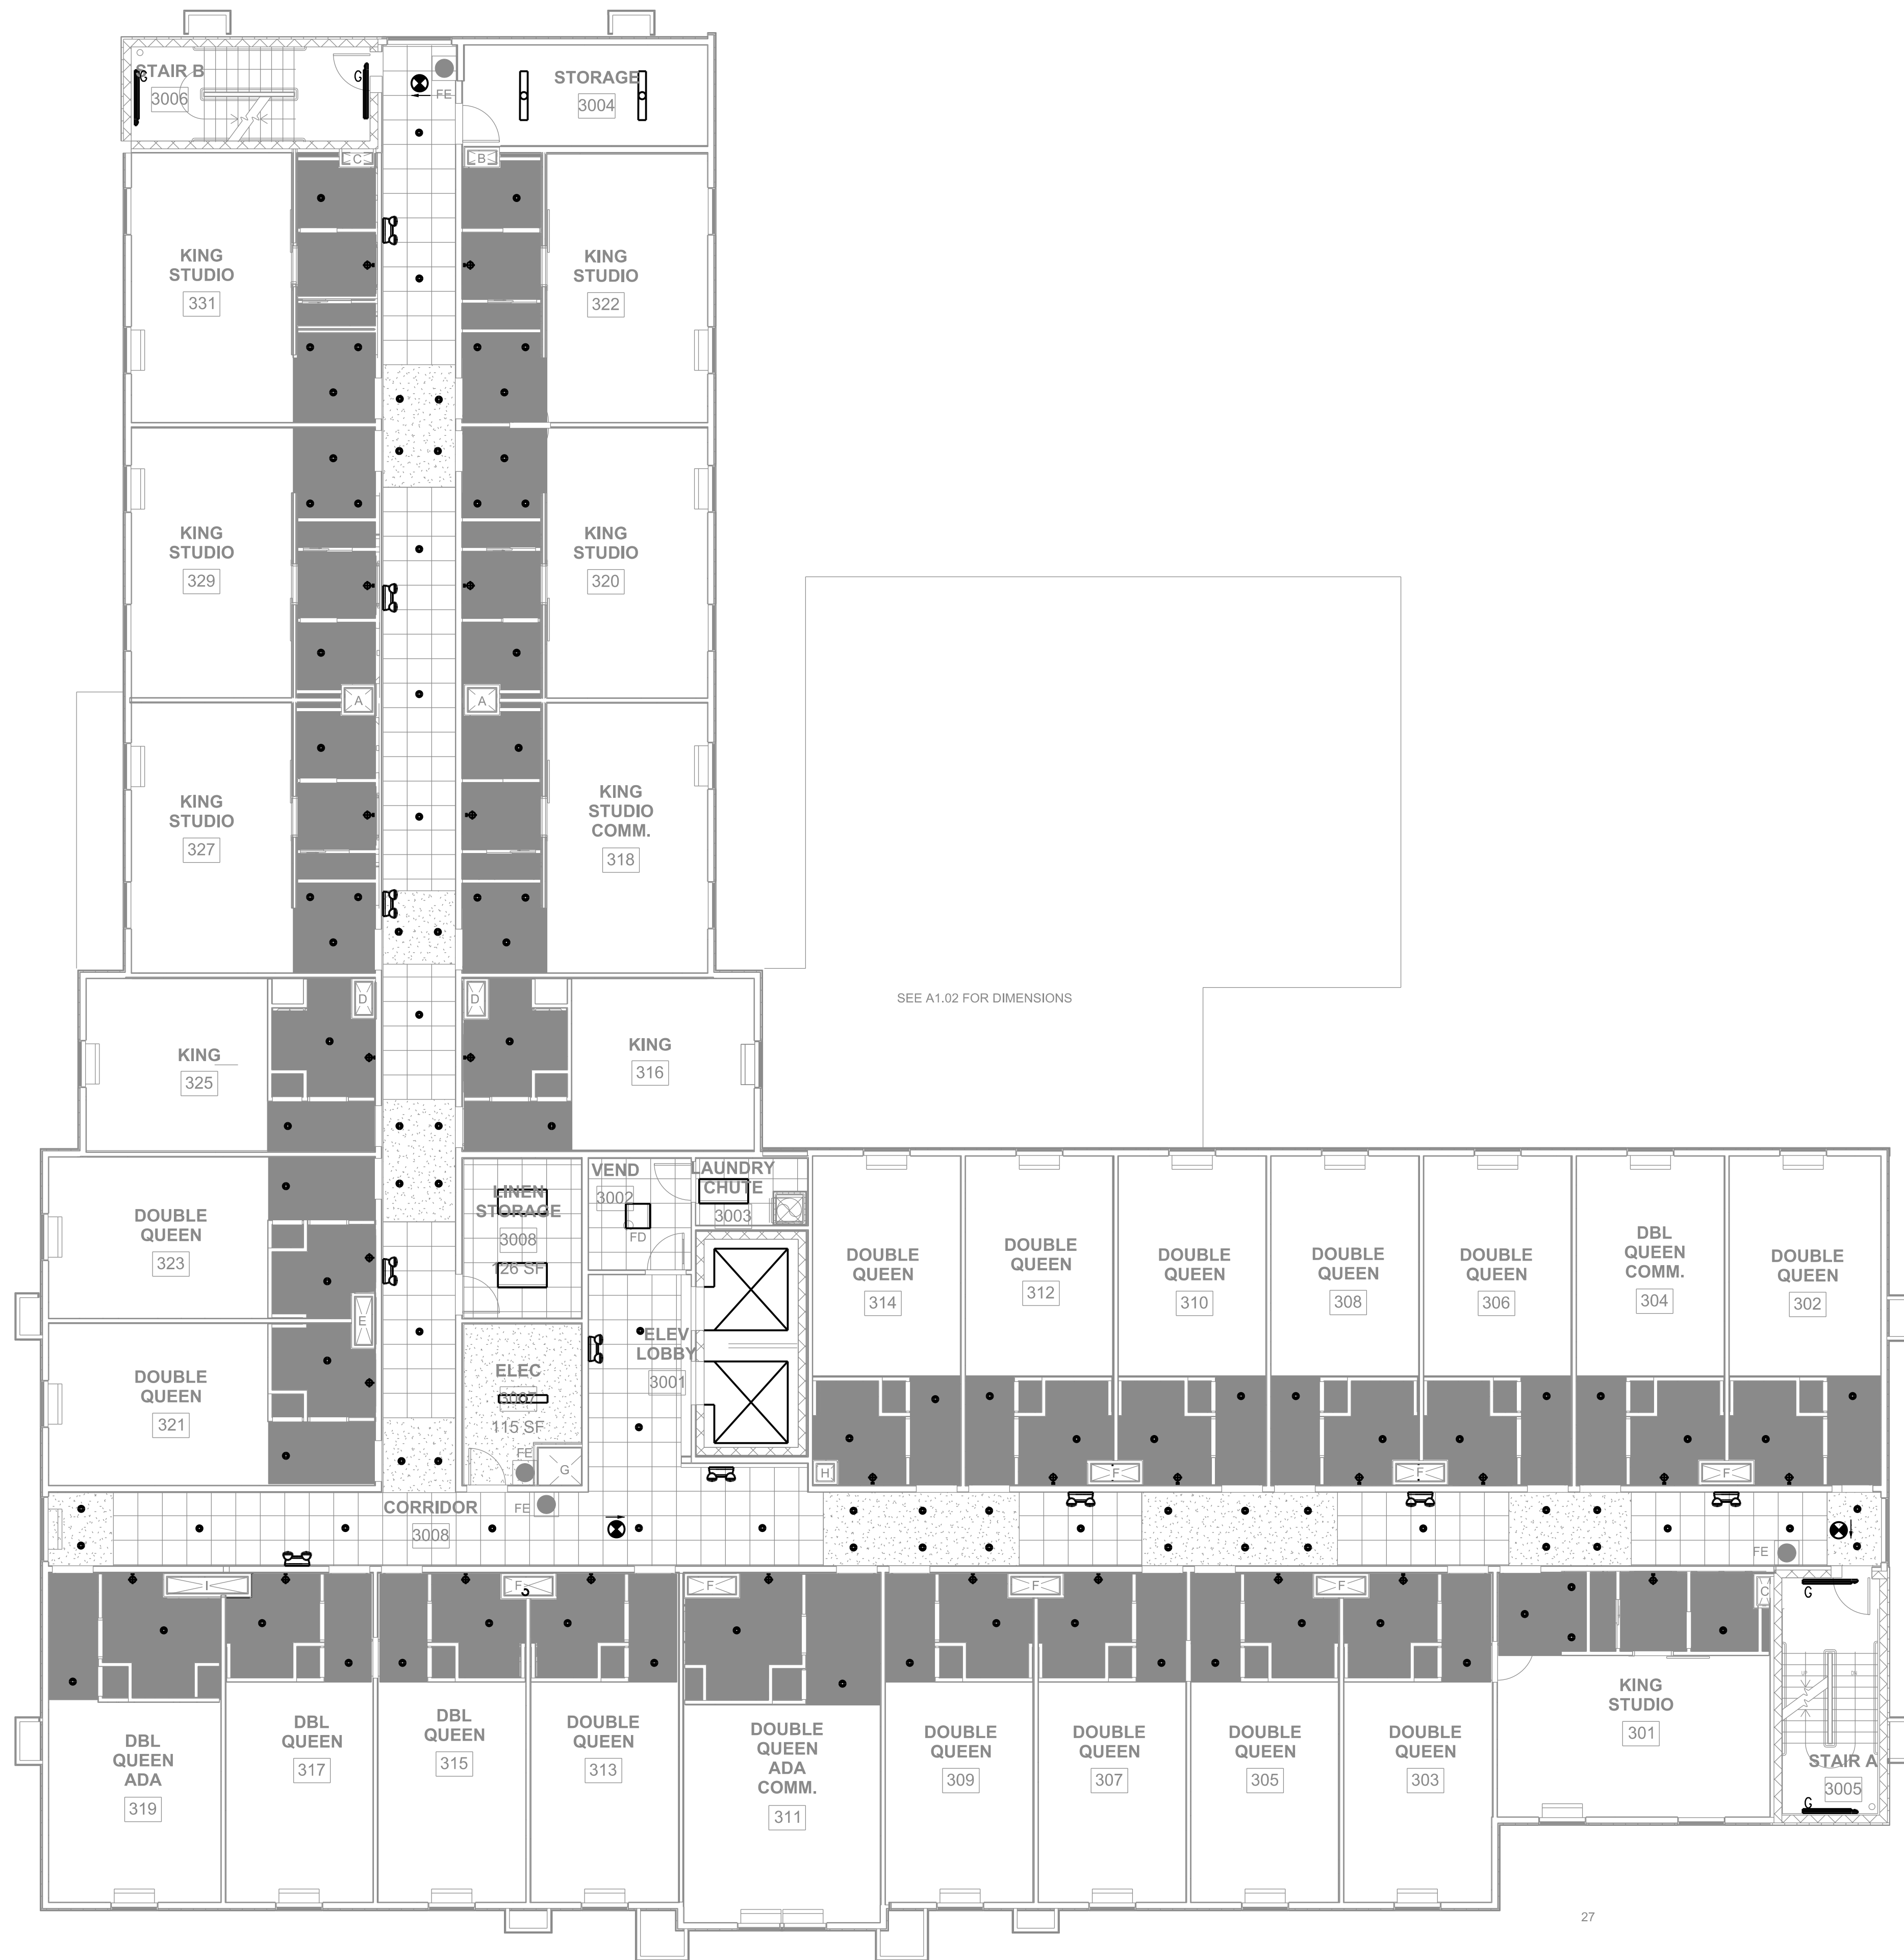 STAIR B
3006
G
G
FE
STORAGE
3004
C
B
KING
STUDIO
331
KING
STUDIO
322
KING
STUDIO
329
KING
STUDIO
320
A
A
KING
STUDIO
327
KING
STUDIO
COMM.
318
D
D
SEE A1.02 FOR DIMENSIONS
KING
325
KING
316
DOUBLE
QUEEN
323
LINEN
STORAGE
3008
126 SF
VEND
3002
FD
LAUNDRY
CHUTE
3003
E
DOUBLE
QUEEN
321
ELEC
3007
115 SF
FE
G
ELEV
LOBBY
3001
DOUBLE
QUEEN
314
DOUBLE
QUEEN
312
DOUBLE
QUEEN
310
DOUBLE
QUEEN
308
DOUBLE
QUEEN
306
DBL
QUEEN
COMM.
304
DOUBLE
QUEEN
302
H
F
F
F
CORRIDOR
3008
FE
FE
I
F
F
F
F
C
G
DBL
QUEEN
ADA
319
DBL
QUEEN
317
DBL
QUEEN
315
DOUBLE
QUEEN
313
DOUBLE
QUEEN
ADA
COMM.
311
DOUBLE
QUEEN
309
DOUBLE
QUEEN
307
DOUBLE
QUEEN
305
DOUBLE
QUEEN
303
KING
STUDIO
301
UP
DN
STAIR A
3005
G
27